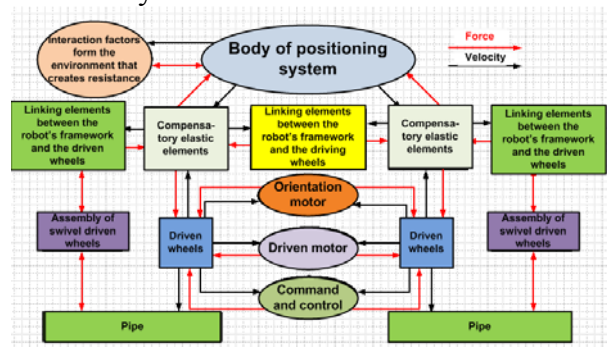 Interaction factors
form the
environment that
creates resistance
Body of positioning
system
Force
Velocity
Linking elements
between the
robot's framework
and the driven
wheels
Compensa-
tory elastic
elements
Linking elements
between the
robot's framework
and the driving
wheels
Compensatory
elastic
elements
Linking elements
between the
robot's framework
and the driven
wheels
Orientation
motor
Assembly of
swivel driven
wheels
Driven
wheels
Driven motor
Driven
wheels
Assembly of
swivel driven
wheels
Command
and control
Pipe
Pipe